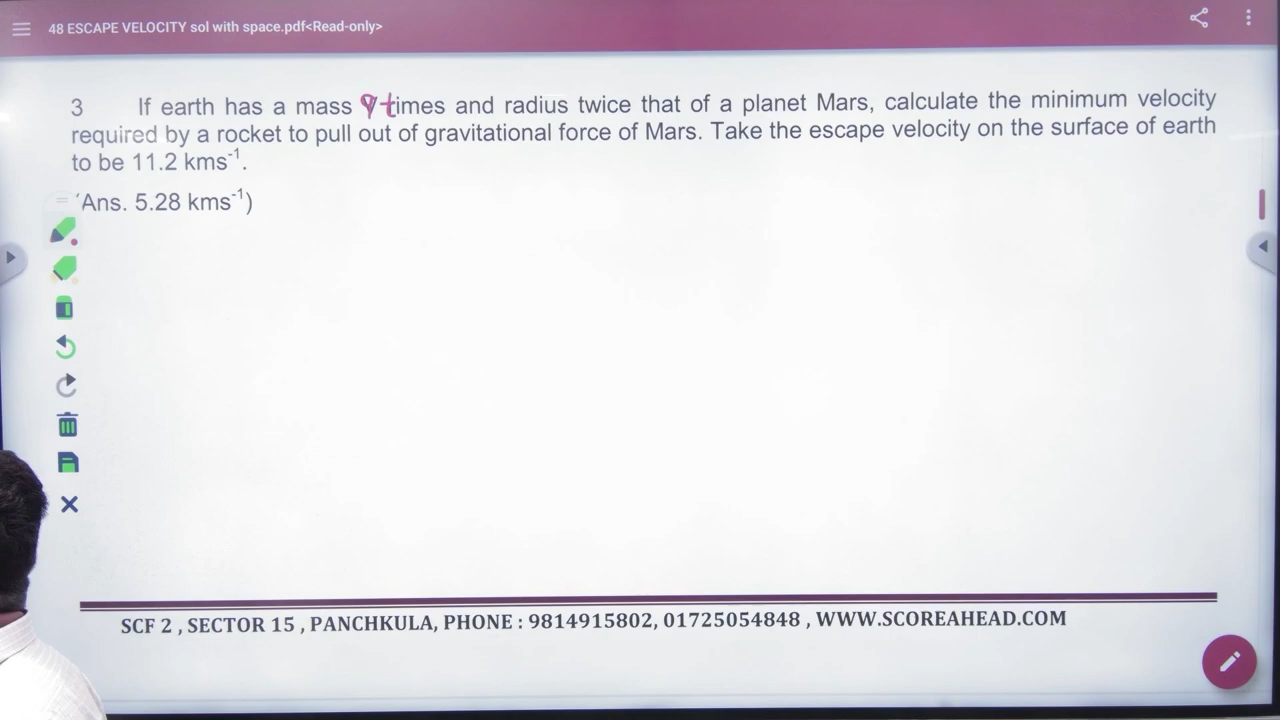 48 ESCAPE VELOCITY sol with space.pdf<Read-only>
3 If earth has a mass 9 times and radius twice that of a planet Mars, calculate the minimum velocity
required by a rocket to pull out of gravitational force of Mars. Take the escape velocity on the surface of earth
to be 11.2 kms⁻¹.
Ans. 5.28 kms⁻¹)
SCF 2 , SECTOR 15 , PANCHKULA, PHONE : 9814915802, 01725054848 , WWW.SCOREAHEAD.COM